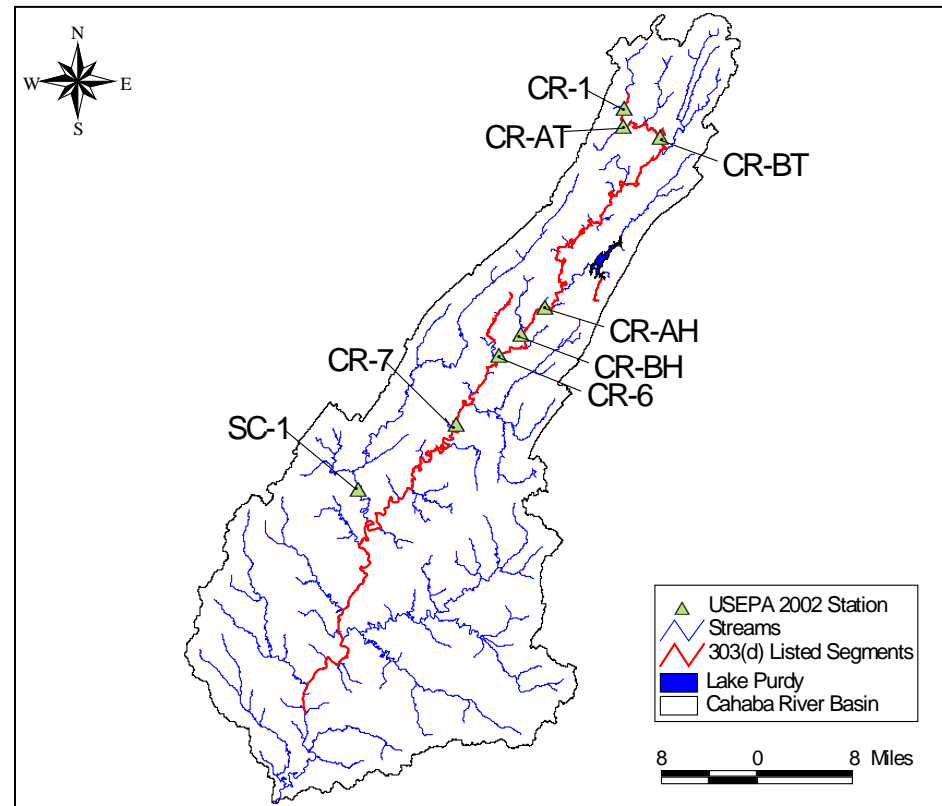 N
W E
S
CR-1
CR-AT
CR-BT
CR-AH
CR-BH
CR-6
CR-7
SC-1
USEPA 2002 Station
Streams
303(d) Listed Segments
Lake Purdy
Cahaba River Basin
8 0 8 Miles